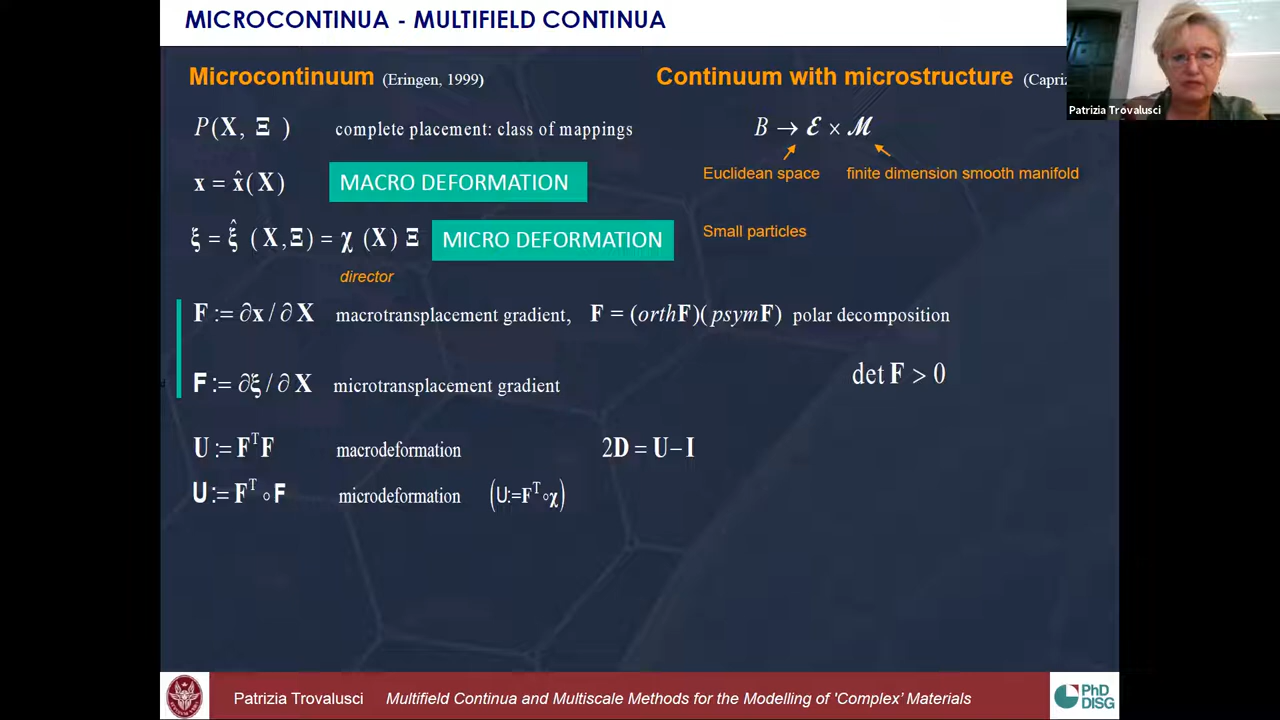 MICROCONTINUA - MULTIFIELD CONTINUA
Microcontinuum (Eringen, 1999)
Continuum with microstructure
Patrizia Trovalusci
P(X, Ξ ) complete placement: class of mappings
B → ℰ × ℳ
Euclidean space finite dimension smooth manifold
x = x̂(X) MACRO DEFORMATION
ξ = ξ̂ (X,Ξ) = χ (X) Ξ MICRO DEFORMATION
Small particles
director
F := ∂x / ∂X macrotransplacement gradient, F = (orthF)(psymF) polar decomposition
F := ∂ξ / ∂X microtransplacement gradient
det F > 0
U := FᵀF macrodeformation 2D = U – I
U := Fᵀ ∘ F microdeformation (U:=Fᵀ∘χ)
Patrizia Trovalusci Multifield Continua and Multiscale Methods for the Modelling of 'Complex' Materials
PhD
DISG